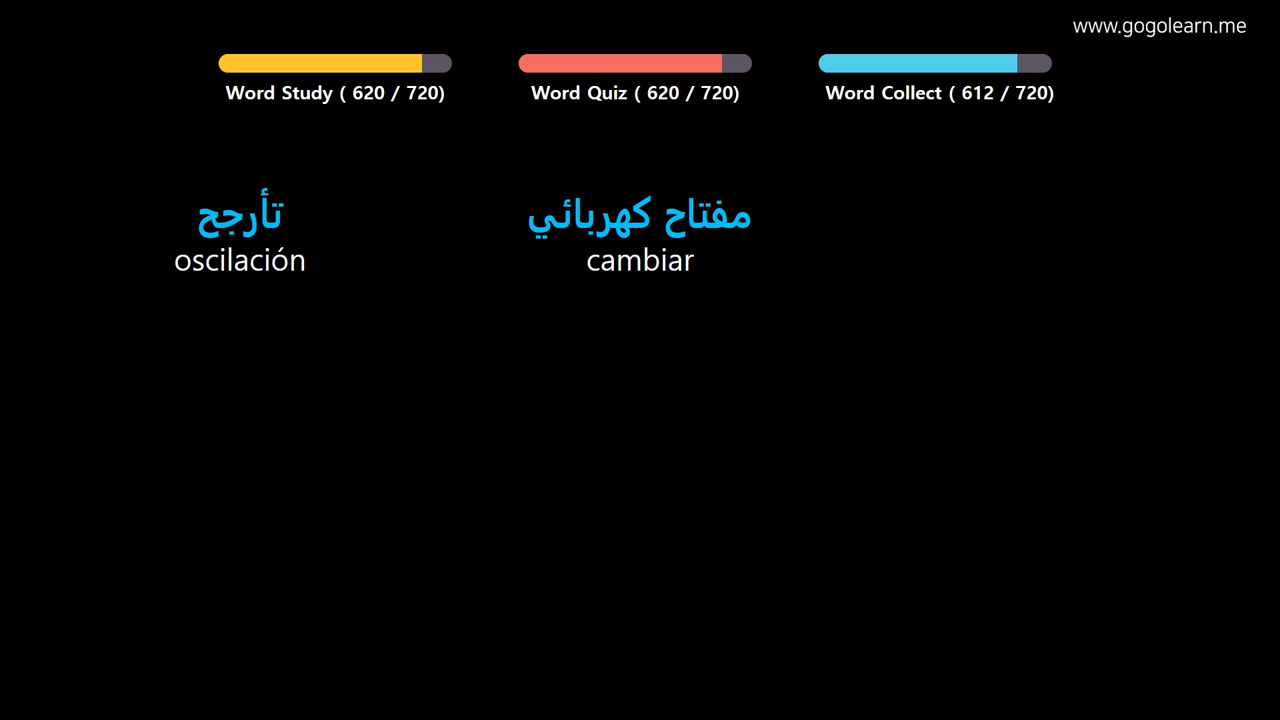 www.gogolearn.me
Word Study ( 620 / 720)
Word Quiz ( 620 / 720)
Word Collect ( 612 / 720)
تأرجح
oscilación
مفتاح كهربائي
cambiar